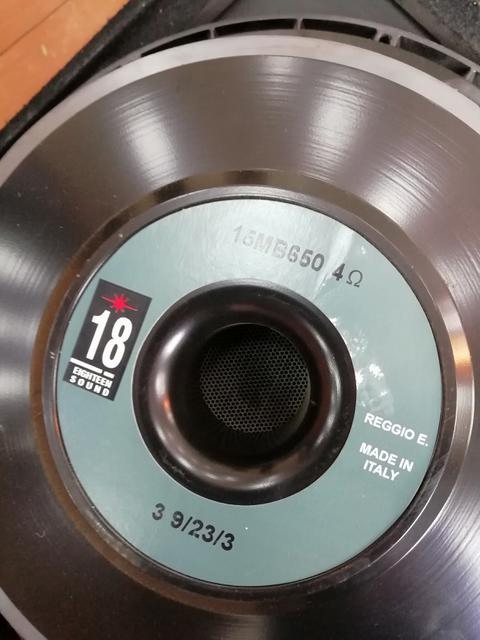 15MB650 4Ω
18
EIGHTEEN
SOUND
REGGIO E.
MADE IN
ITALY
3 9/23/3